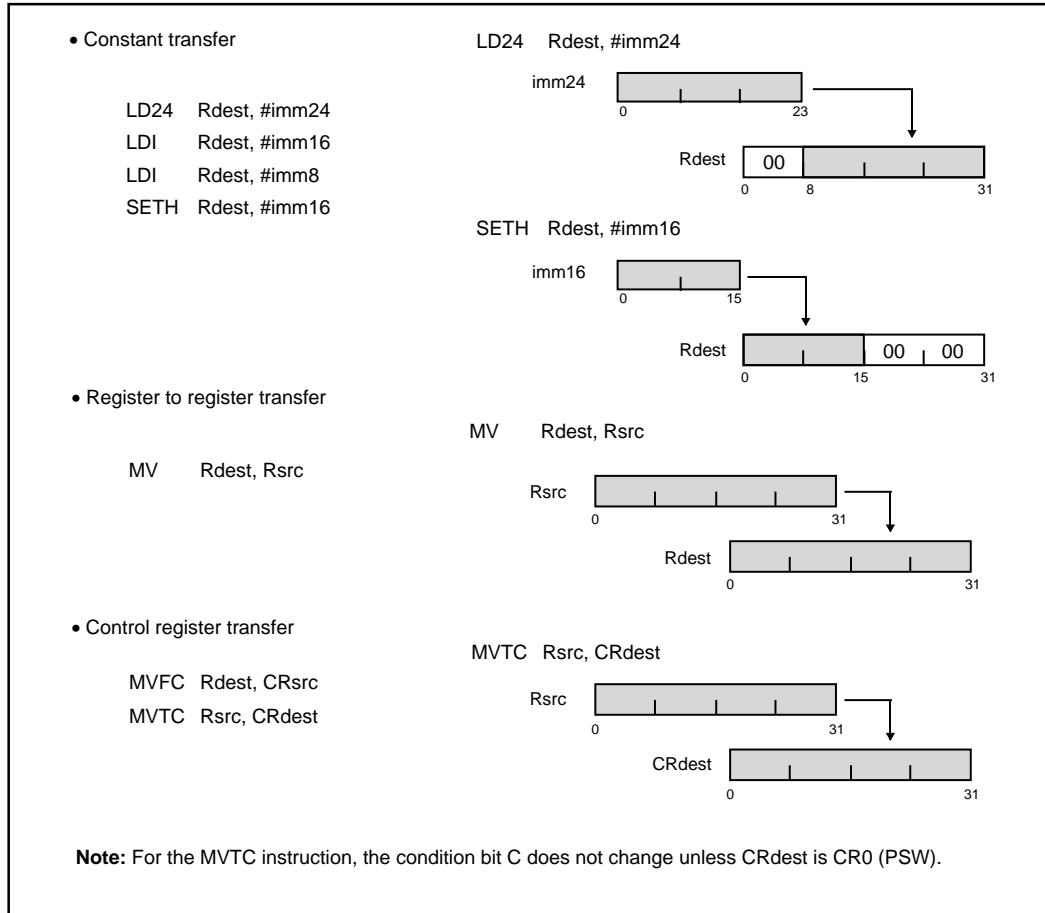 • Constant transfer
LD24 Rdest, #imm24
LDI Rdest, #imm16
LDI Rdest, #imm8
SETH Rdest, #imm16
LD24 Rdest, #imm24
imm24
0 23
Rdest 00
0 8 31
SETH Rdest, #imm16
imm16
0 15
Rdest 00 00
0 15 31
• Register to register transfer
MV Rdest, Rsrc
MV Rdest, Rsrc
Rsrc
0 31
Rdest
0 31
• Control register transfer
MVFC Rdest, CRsrc
MVTC Rsrc, CRdest
MVTC Rsrc, CRdest
Rsrc
0 31
CRdest
0 31
Note: For the MVTC instruction, the condition bit C does not change unless CRdest is CR0 (PSW).